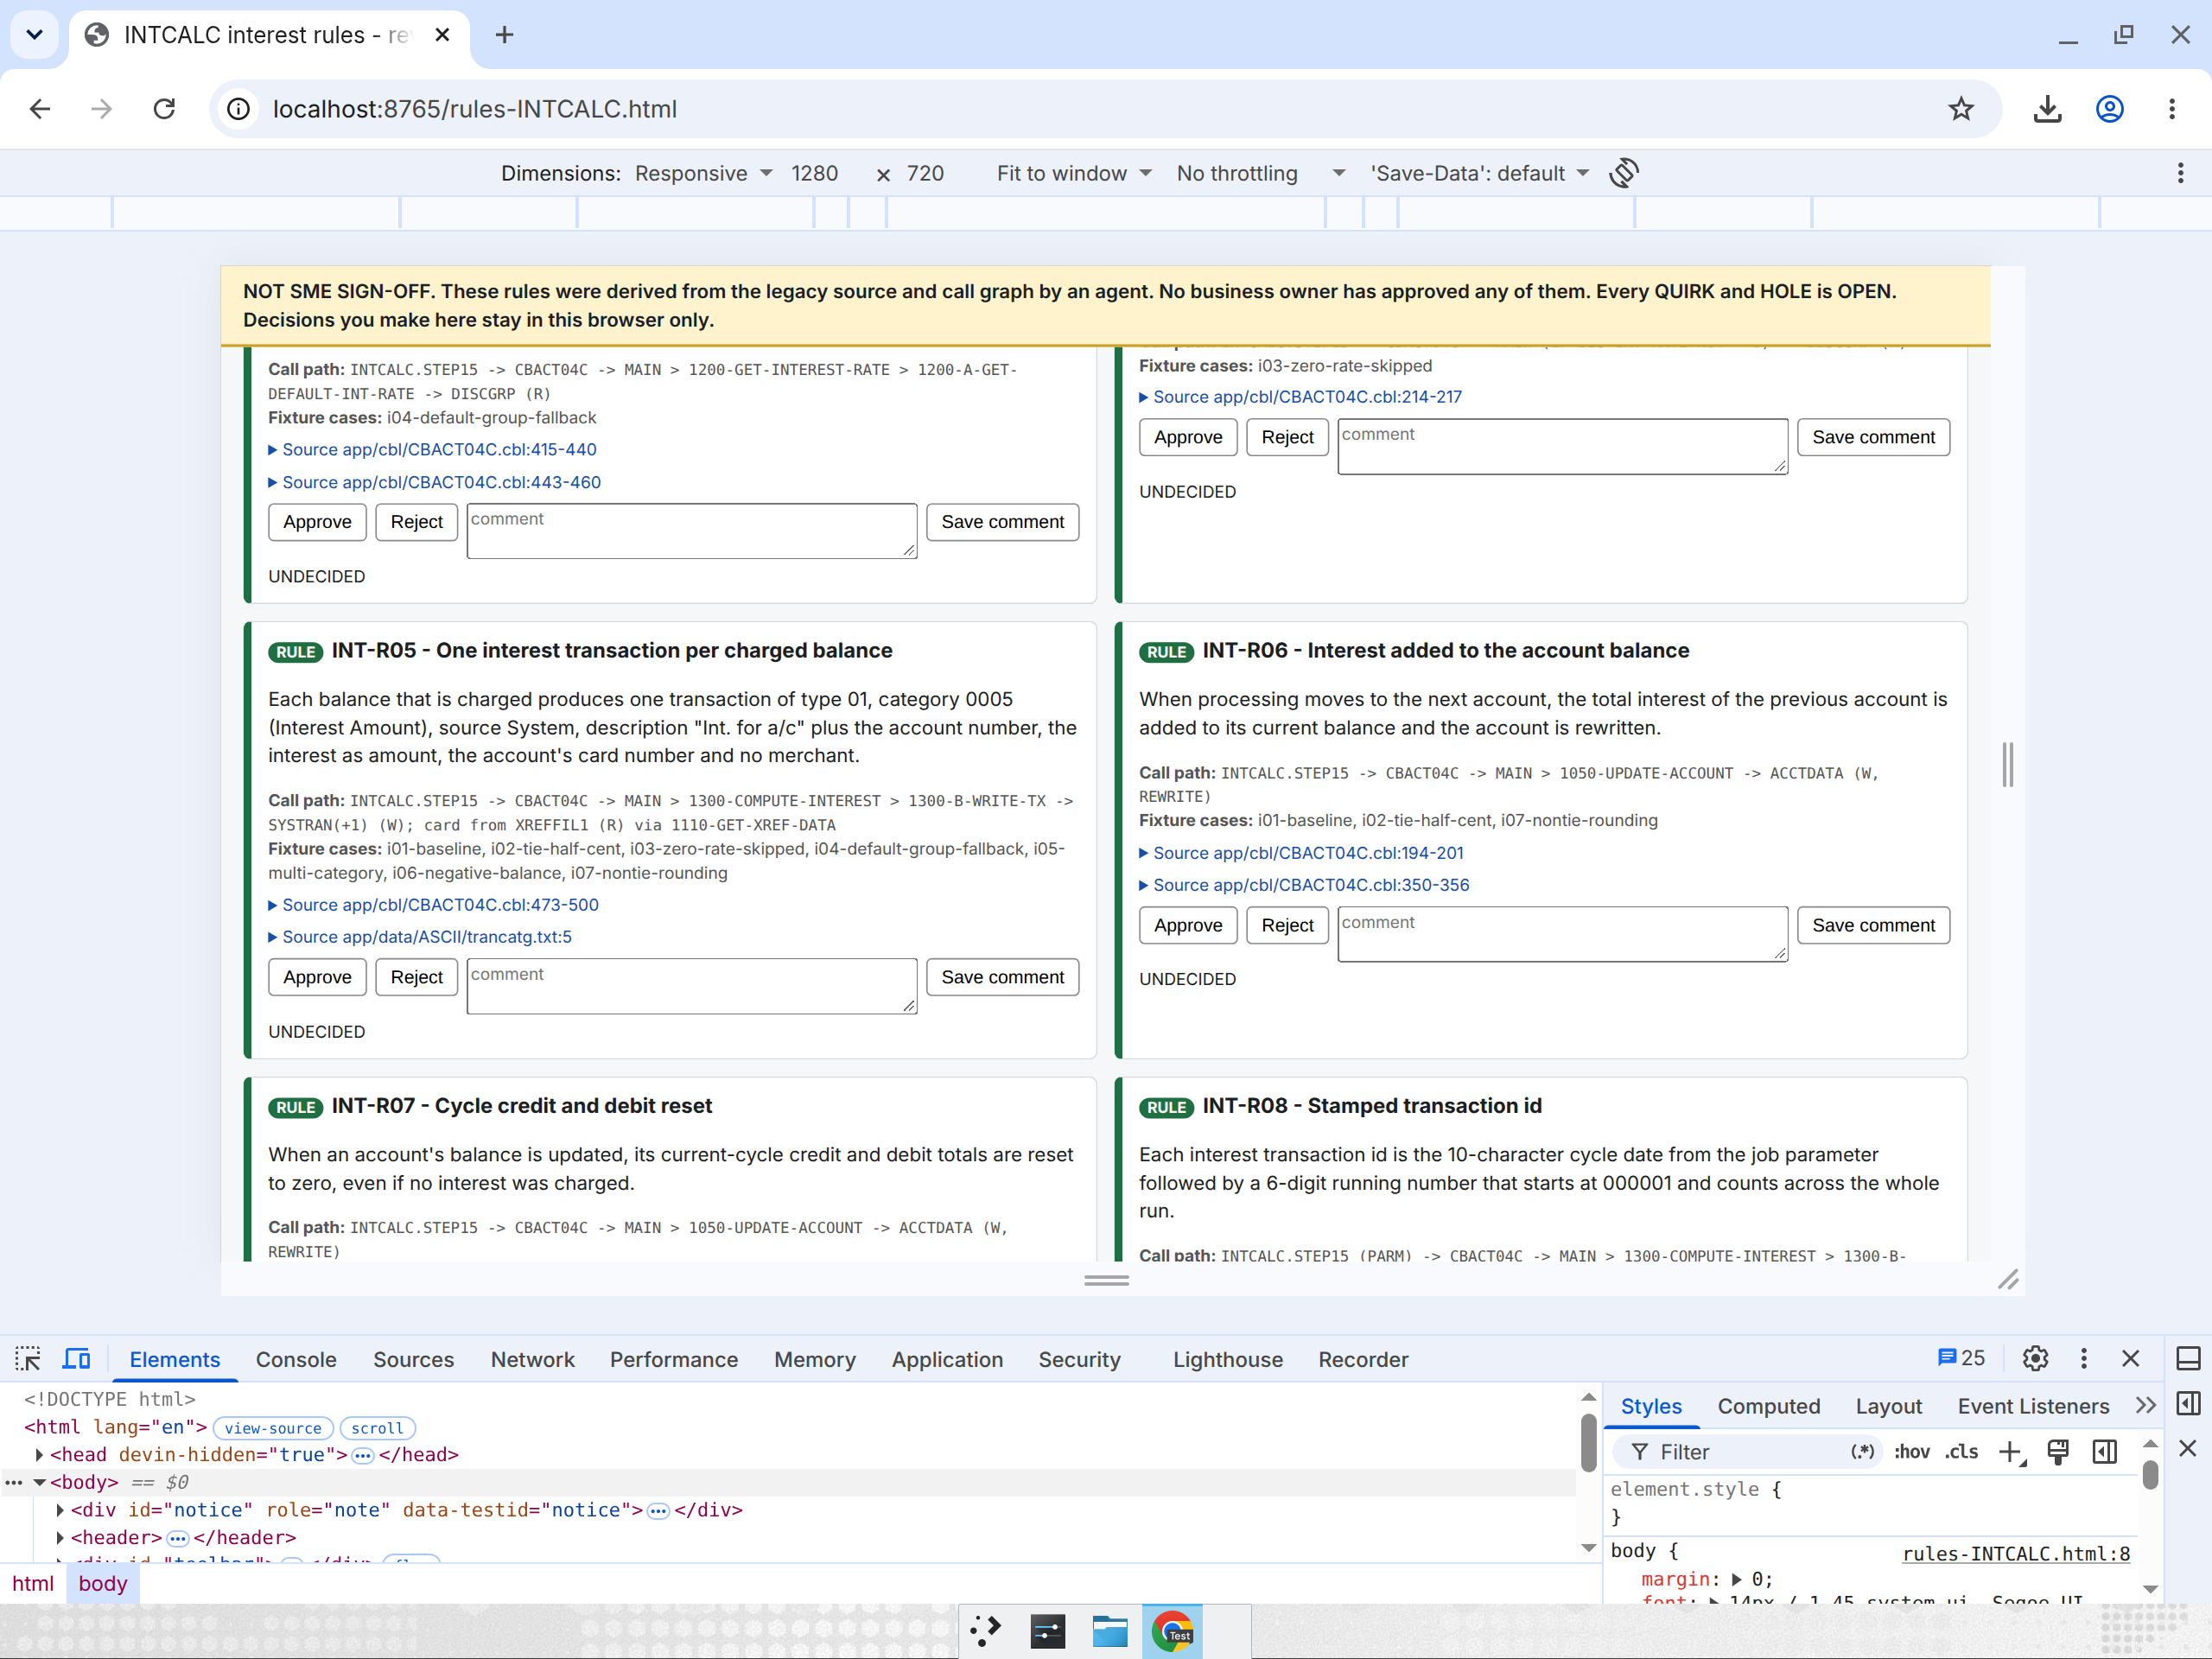 INTCALC interest rules - rev
localhost:8765/rules-INTCALC.html
Dimensions: Responsive 1280 × 720 Fit to window No throttling 'Save-Data': default
NOT SME SIGN-OFF. These rules were derived from the legacy source and call graph by an agent. No business owner has approved any of them. Every QUIRK and HOLE is OPEN.
Decisions you make here stay in this browser only.
Call path: INTCALC.STEP15 -> CBACT04C -> MAIN > 1200-GET-INTEREST-RATE > 1200-A-GET-
DEFAULT-INT-RATE -> DISCGRP (R)
Fixture cases: i04-default-group-fallback
Source app/cbl/CBACT04C.cbl:415-440
Source app/cbl/CBACT04C.cbl:443-460
Approve Reject comment Save comment
UNDECIDED
Fixture cases: i03-zero-rate-skipped
Source app/cbl/CBACT04C.cbl:214-217
Approve Reject comment Save comment
UNDECIDED
RULE INT-R05 - One interest transaction per charged balance
Each balance that is charged produces one transaction of type 01, category 0005
(Interest Amount), source System, description "Int. for a/c" plus the account number, the
interest as amount, the account's card number and no merchant.
Call path: INTCALC.STEP15 -> CBACT04C -> MAIN > 1300-COMPUTE-INTEREST > 1300-B-WRITE-TX ->
SYSTRAN(+1) (W); card from XREFFIL1 (R) via 1110-GET-XREF-DATA
Fixture cases: i01-baseline, i02-tie-half-cent, i03-zero-rate-skipped, i04-default-group-fallback, i05-
multi-category, i06-negative-balance, i07-nontie-rounding
Source app/cbl/CBACT04C.cbl:473-500
Source app/data/ASCII/trancatg.txt:5
Approve Reject comment Save comment
UNDECIDED
RULE INT-R06 - Interest added to the account balance
When processing moves to the next account, the total interest of the previous account is
added to its current balance and the account is rewritten.
Call path: INTCALC.STEP15 -> CBACT04C -> MAIN > 1050-UPDATE-ACCOUNT -> ACCTDATA (W,
REWRITE)
Fixture cases: i01-baseline, i02-tie-half-cent, i07-nontie-rounding
Source app/cbl/CBACT04C.cbl:194-201
Source app/cbl/CBACT04C.cbl:350-356
Approve Reject comment Save comment
UNDECIDED
RULE INT-R07 - Cycle credit and debit reset
When an account's balance is updated, its current-cycle credit and debit totals are reset
to zero, even if no interest was charged.
Call path: INTCALC.STEP15 -> CBACT04C -> MAIN > 1050-UPDATE-ACCOUNT -> ACCTDATA (W,
REWRITE)
RULE INT-R08 - Stamped transaction id
Each interest transaction id is the 10-character cycle date from the job parameter
followed by a 6-digit running number that starts at 000001 and counts across the whole
run.
Call path: INTCALC.STEP15 (PARM) -> CBACT04C -> MAIN > 1300-COMPUTE-INTEREST > 1300-B-
Elements Console Sources Network Performance Memory Application Security Lighthouse Recorder 25
<!DOCTYPE html>
<html lang="en"> view-source scroll
<head devin-hidden="true"> ... </head>
<body> == $0
<div id="notice" role="note" data-testid="notice"> ... </div>
<header> ... </header>
html body
Styles Computed Layout Event Listeners
Filter (.*) :hov .cls
element.style {
}
body { rules-INTCALC.html:8
margin: 0;
font: 14px / 1.45 system-ui, Segoe UI
Test